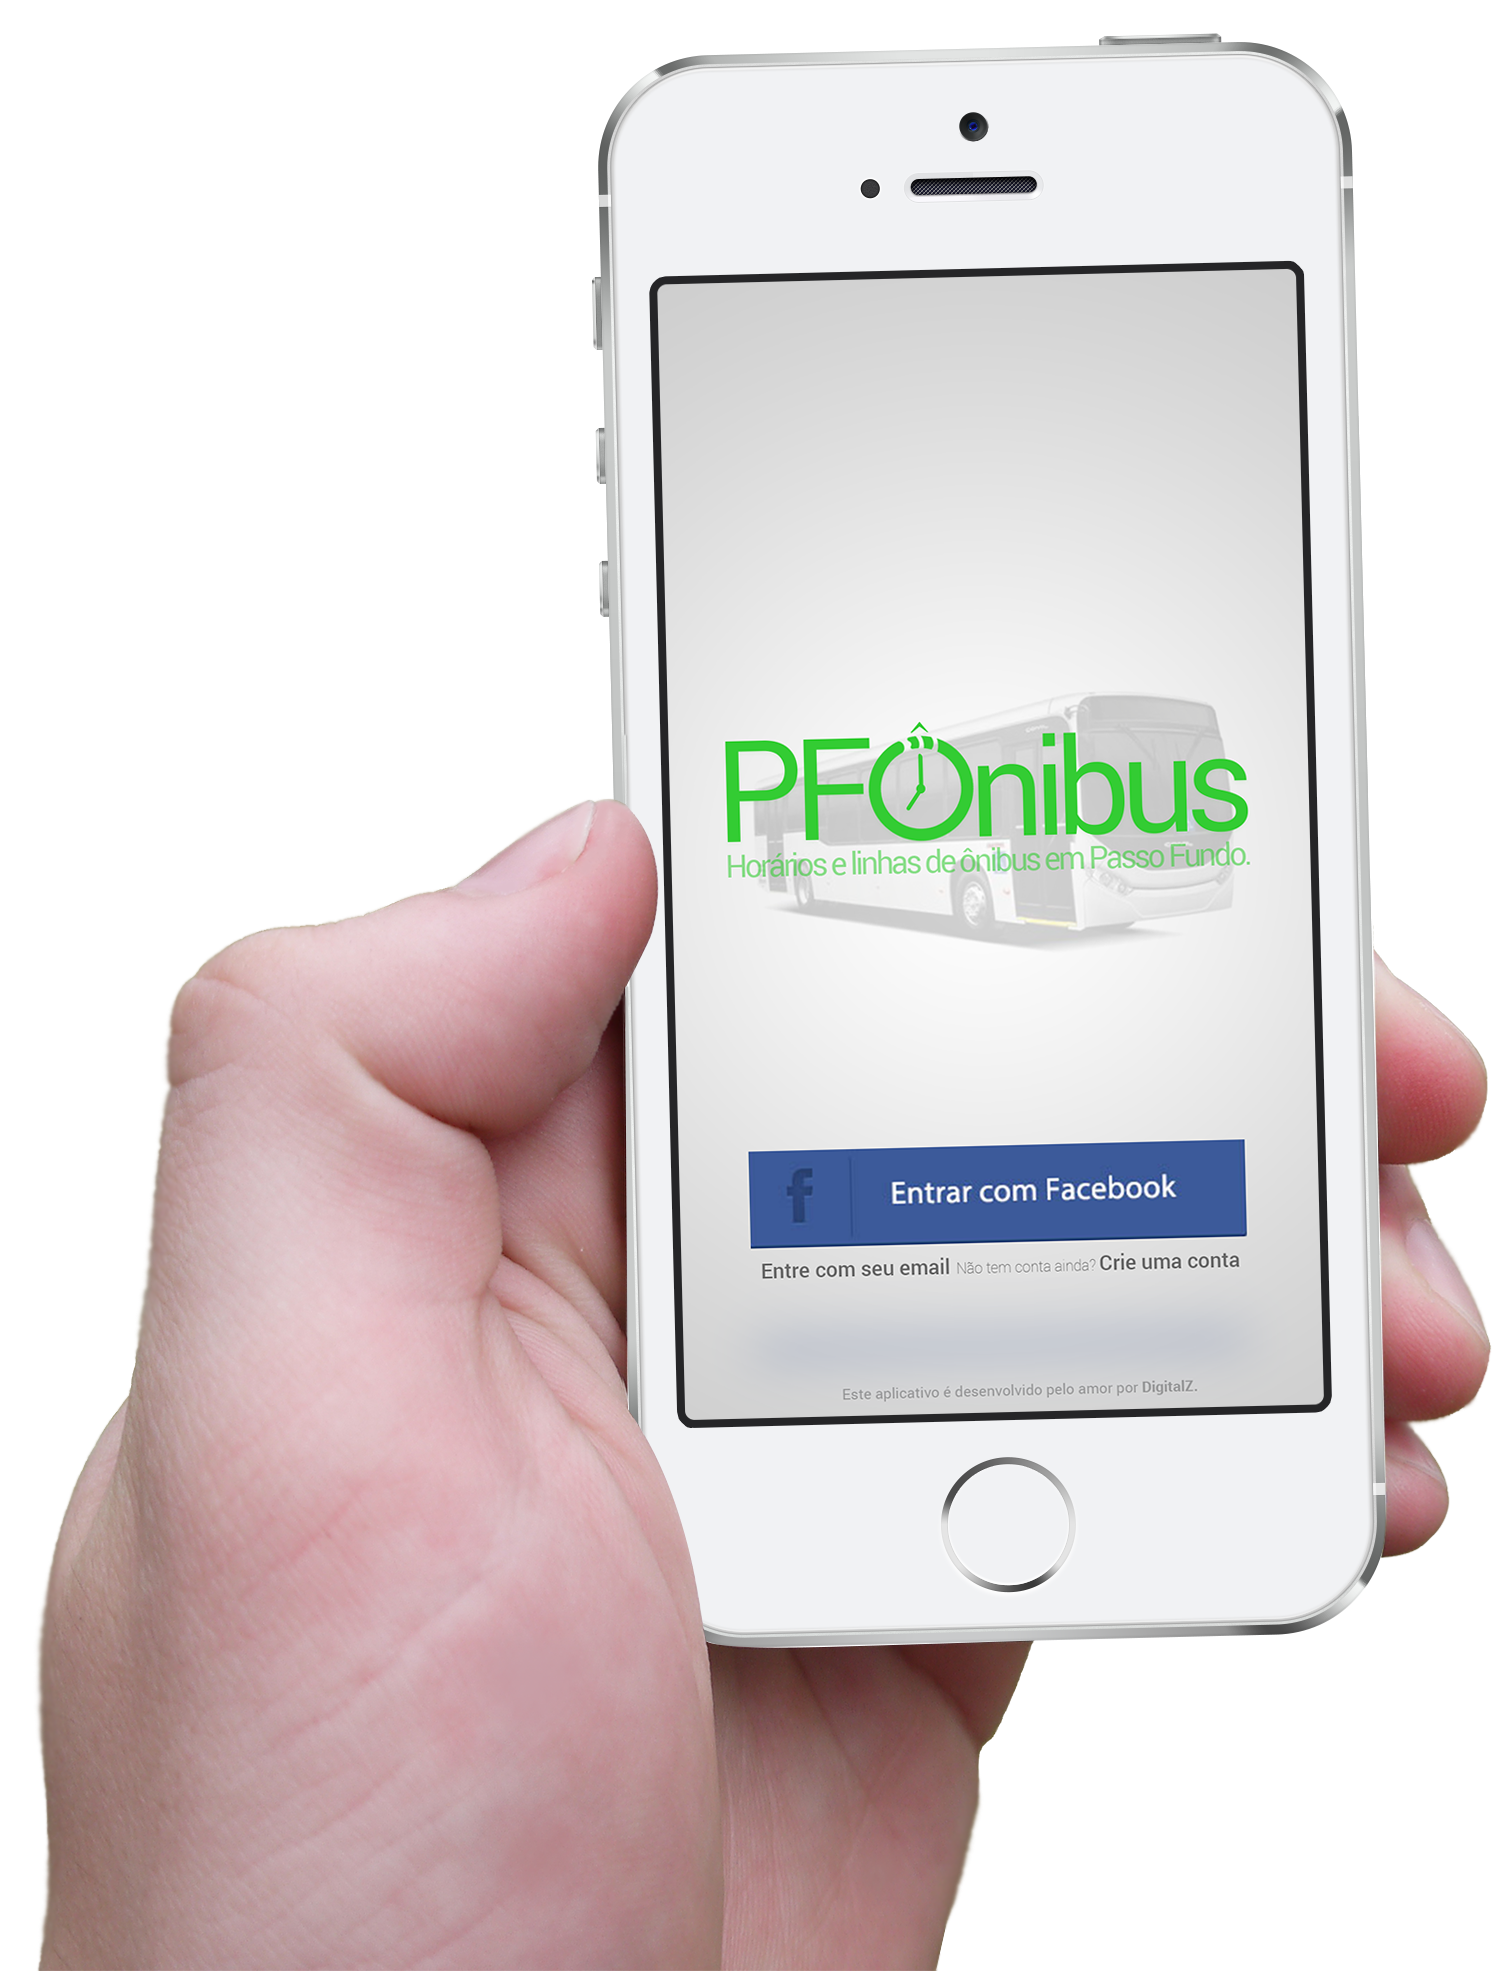 PFÔnibus
Horários e linhas de ônibus em Passo Fundo.
f Entrar com Facebook
Entre com seu email Não tem conta ainda? Crie uma conta
Este aplicativo é desenvolvido pelo amor por DigitalZ.